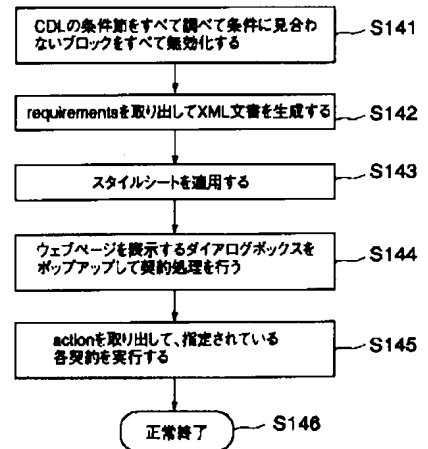 CDLの条件節をすべて調べて条件に見合わ
ないブロックをすべて無効化する
S141
requirementsを取り出してXML文書を生成する
S142
スタイルシートを適用する
S143
ウェブページを表示するダイアログボックスを
ポップアップして契約処理を行う
S144
actionを取り出して、指定されている
各契約を実行する
S145
正常終了
S146